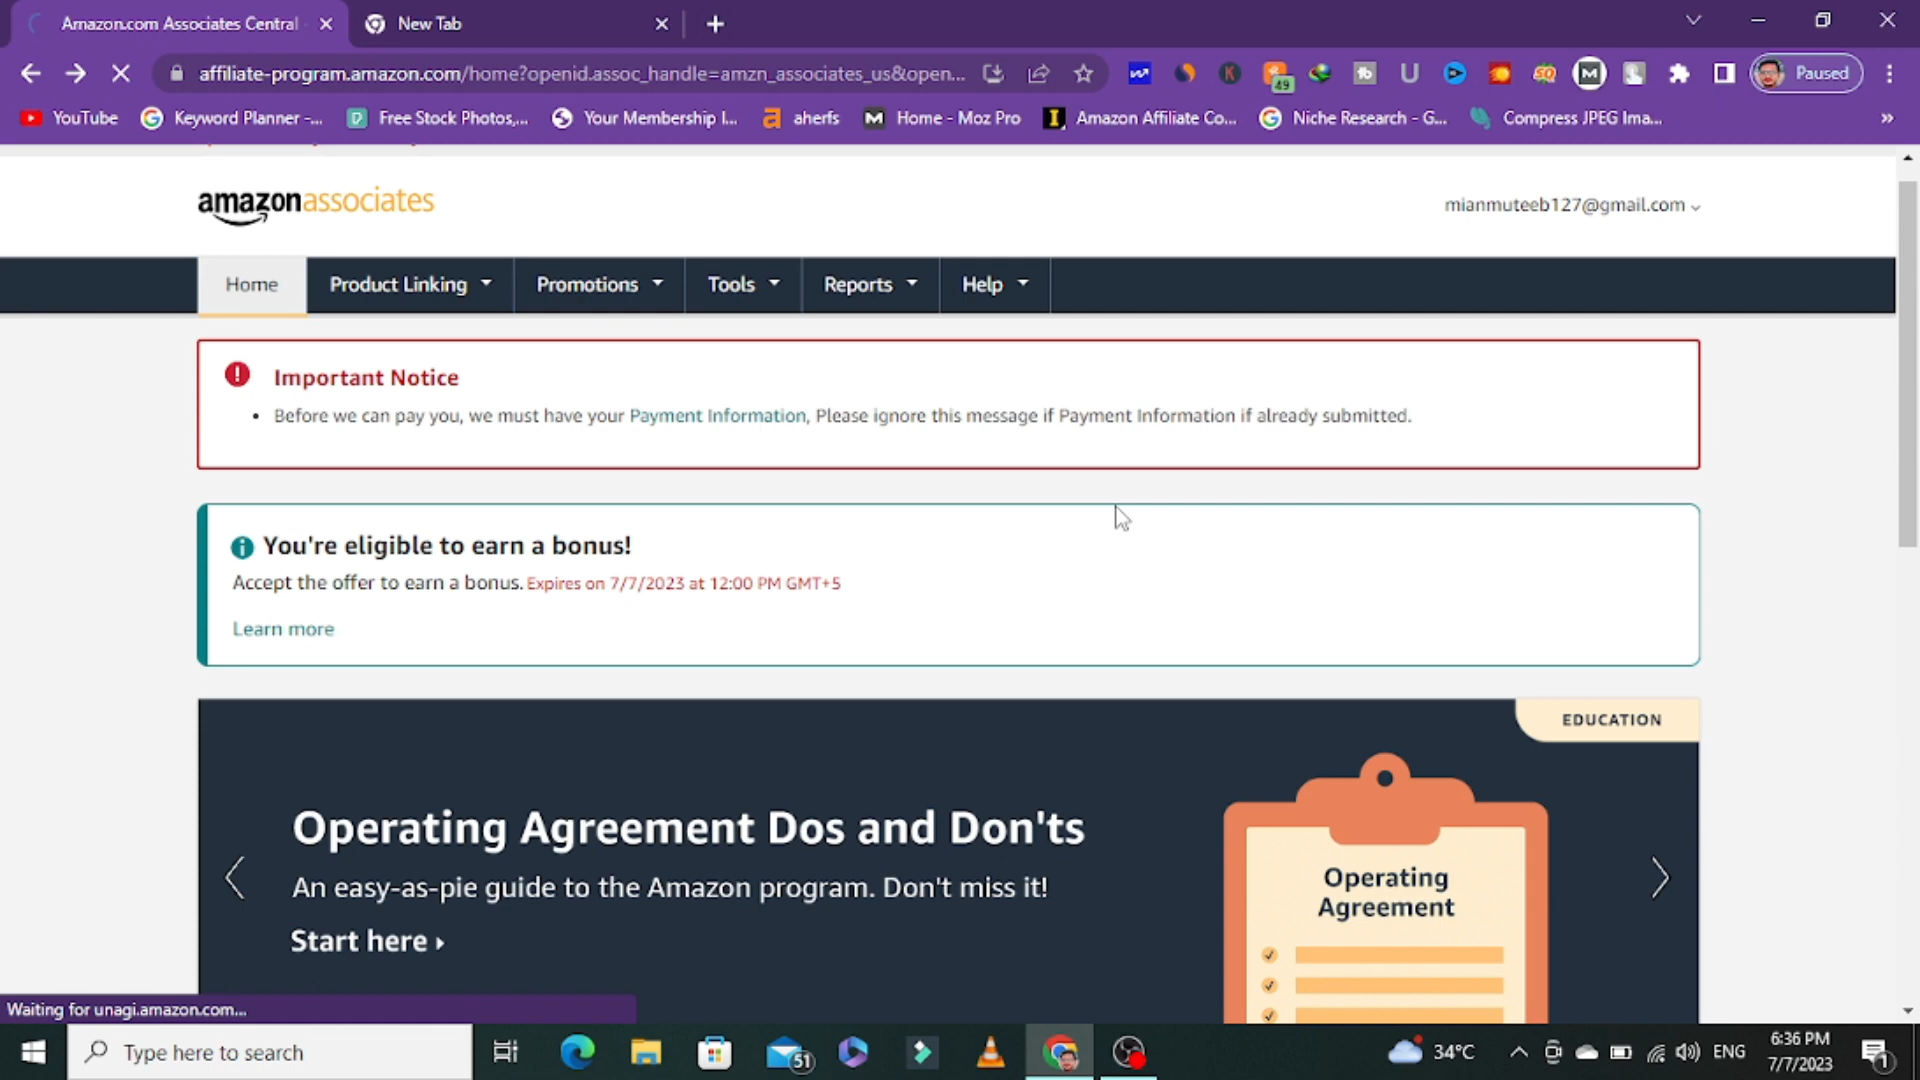 Amazon.com Associates Central
New Tab
affiliate-program.amazon.com/home?openid.assoc_handle=amzn_associates_us&open...
49
Paused
YouTube
Keyword Planner -...
Free Stock Photos,...
Your Membership I...
aherfs
Home - Moz Pro
Amazon Affiliate Co...
Niche Research - G...
Compress JPEG Ima...
»
amazonassociates
mianmuteeb127@gmail.com
Home
Product Linking
Promotions
Tools
Reports
Help
Important Notice
• Before we can pay you, we must have your Payment Information, Please ignore this message if Payment Information if already submitted.
You're eligible to earn a bonus!
Accept the offer to earn a bonus. Expires on 7/7/2023 at 12:00 PM GMT+5
Learn more
EDUCATION
Operating Agreement Dos and Don'ts
An easy-as-pie guide to the Amazon program. Don't miss it!
Start here ›
Operating
Agreement
Waiting for unagi.amazon.com...
Type here to search
51
34°C
ENG
6:36 PM
7/7/2023
1